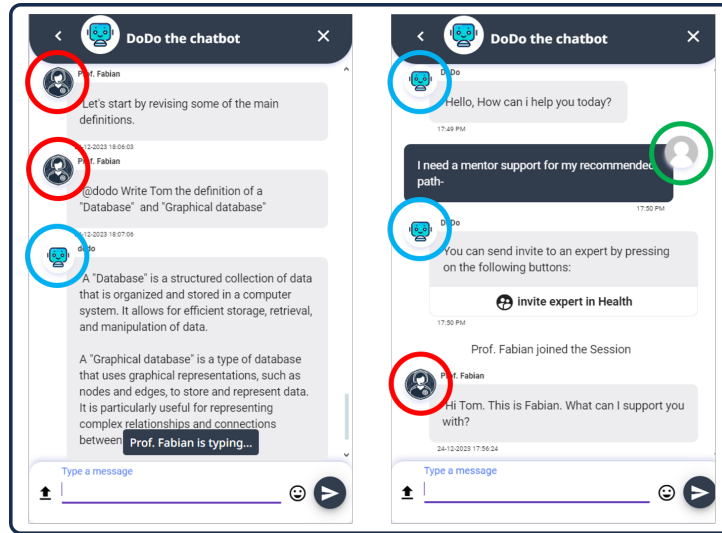 DoDo the chatbot
Prof. Fabian
Let's start by revising some of the main
definitions.
-12-2023 18:06:03
Prof. Fabian
@dodo Write Tom the definition of a
"Database" and "Graphical database"
-12-2023 18:07:06
dodo
A "Database" is a structured collection of data
that is organized and stored in a computer
system. It allows for efficient storage, retrieval,
and manipulation of data.
A "Graphical database" is a type of database
that uses graphical representations, such as
nodes and edges, to store and represent data.
It is particularly useful for representing
complex relationships and connections
between
Prof. Fabian is typing...
Type a message
DoDo the chatbot
DoDo
Hello, How can i help you today?
17:49 PM
I need a mentor support for my recommended
path-
17:50 PM
DoDo
You can send invite to an expert by pressing
on the following buttons:
invite expert in Health
17:50 PM
Prof. Fabian joined the Session
Prof. Fabian
Hi Tom. This is Fabian. What can I support you
with?
24-12-2023 17:56:24
Type a message